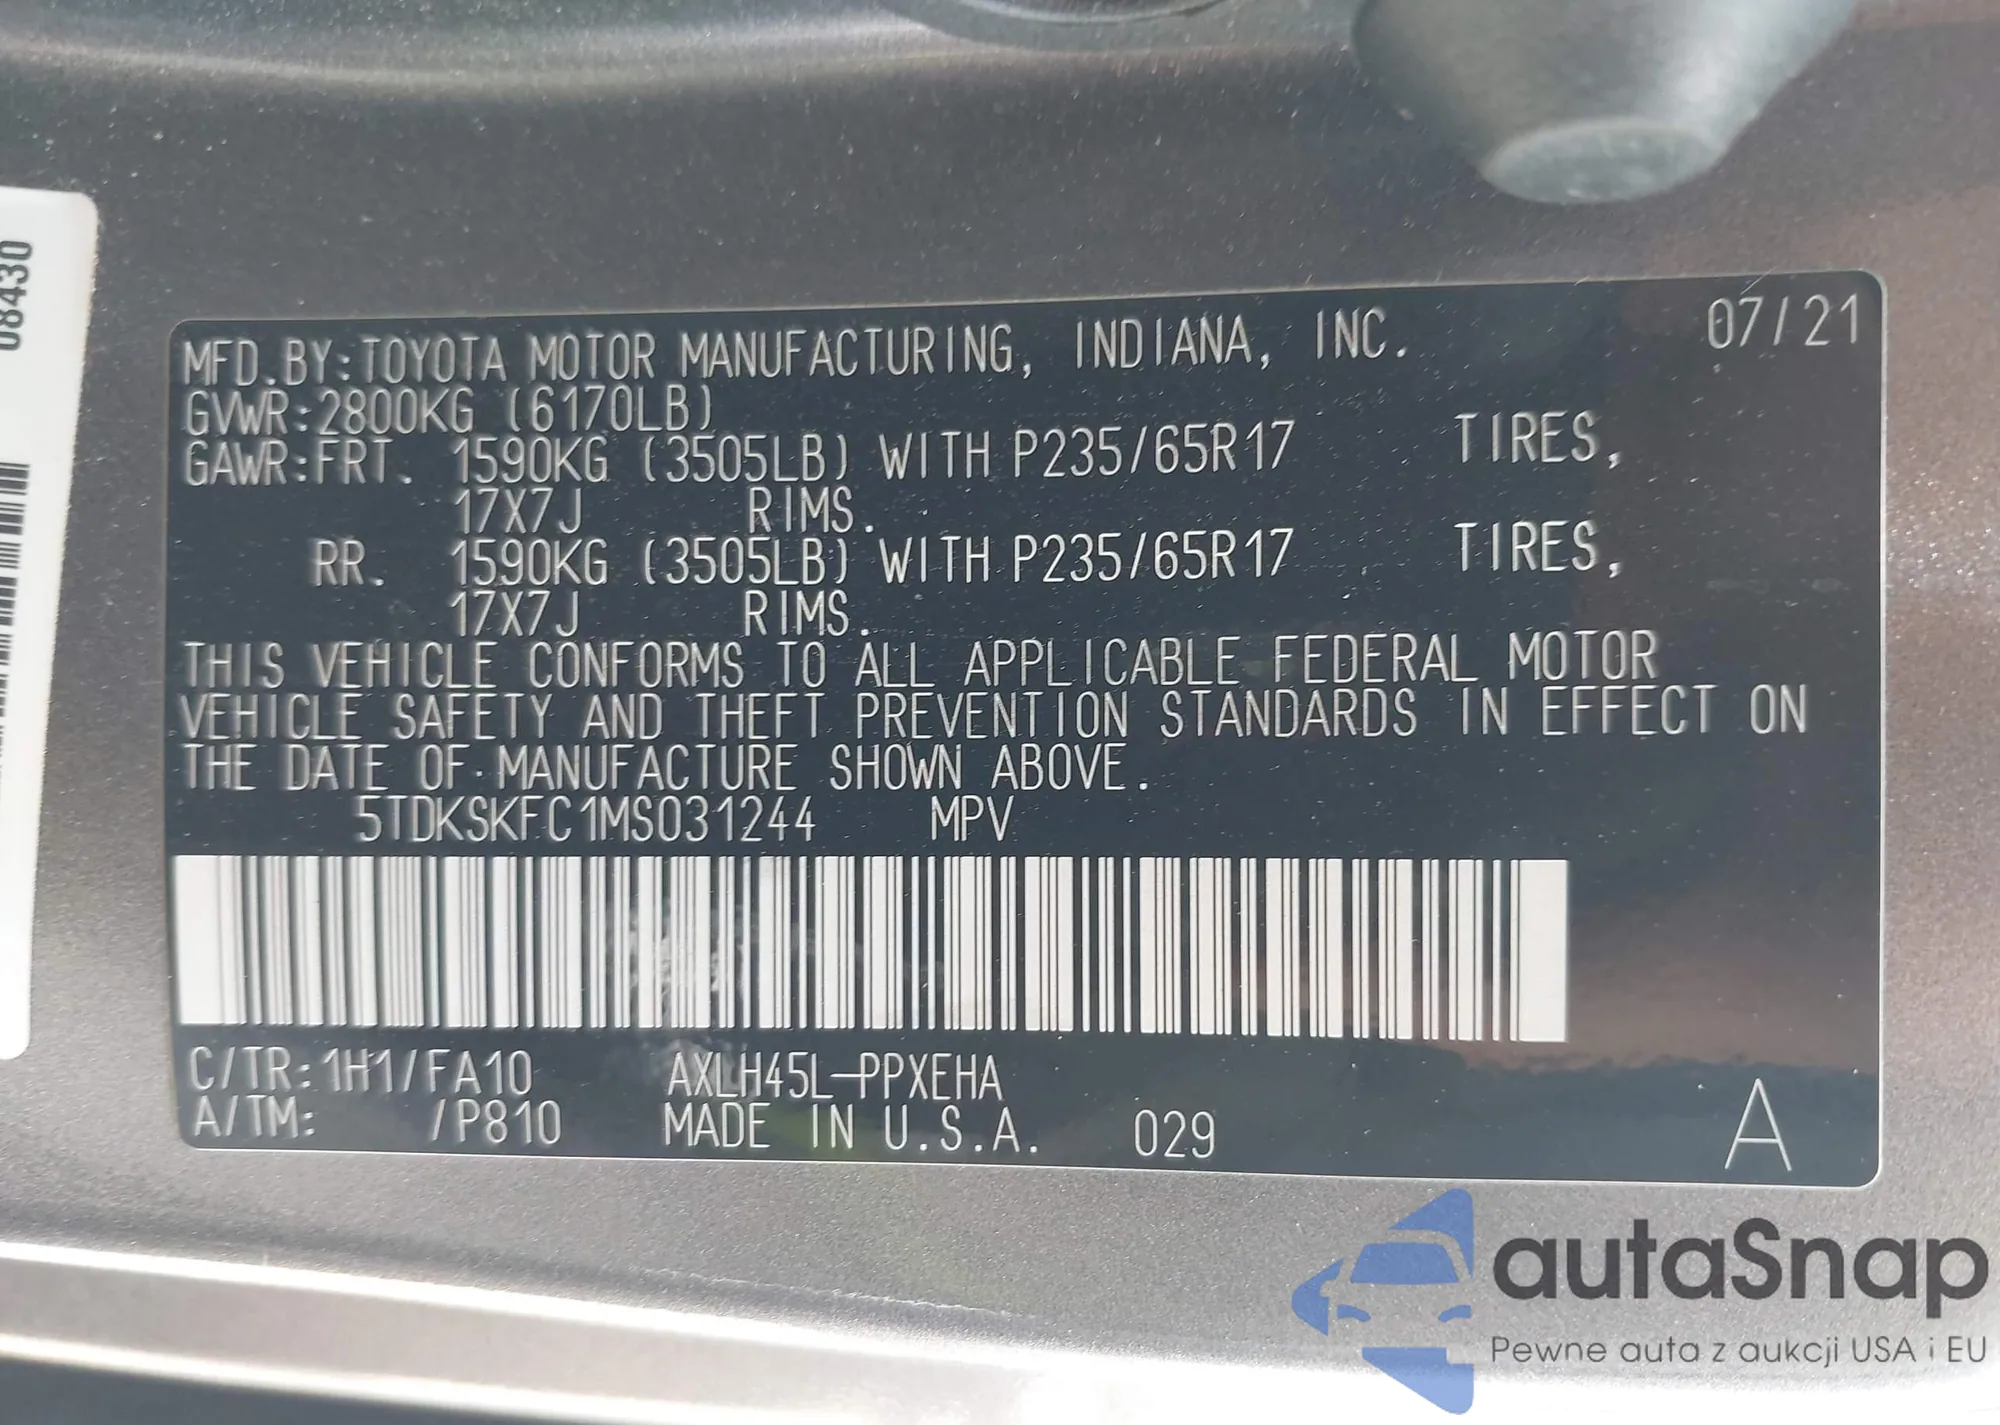 08430
MFD.BY:TOYOTA MOTOR MANUFACTURING, INDIANA, INC. 07/21
GVWR:2800KG (6170LB)
GAWR:FRT. 1590KG (3505LB) WITH P235/65R17 TIRES,
17X7J RIMS.
RR. 1590KG (3505LB) WITH P235/65R17 TIRES,
17X7J RIMS.
THIS VEHICLE CONFORMS TO ALL APPLICABLE FEDERAL MOTOR
VEHICLE SAFETY AND THEFT PREVENTION STANDARDS IN EFFECT ON
THE DATE OF MANUFACTURE SHOWN ABOVE.
5TDKSKFC1MS031244 MPV
C/TR:1H1/FA10 AXLH45L-PPXEHA
A/TM: /P810 MADE IN U.S.A. 029 A
autaSnap
Pewne auta z aukcji USA i EU